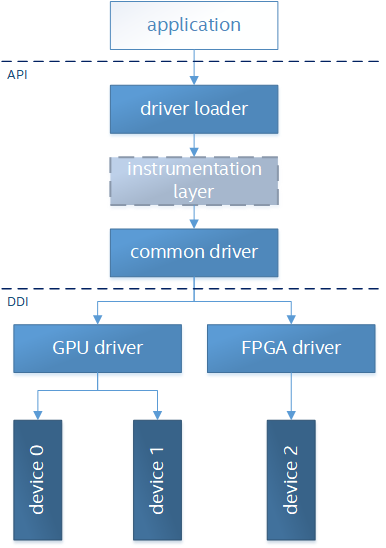 application
API
driver loader
instrumentation
layer
common driver
DDI
GPU driver
FPGA driver
device 0
device 1
device 2